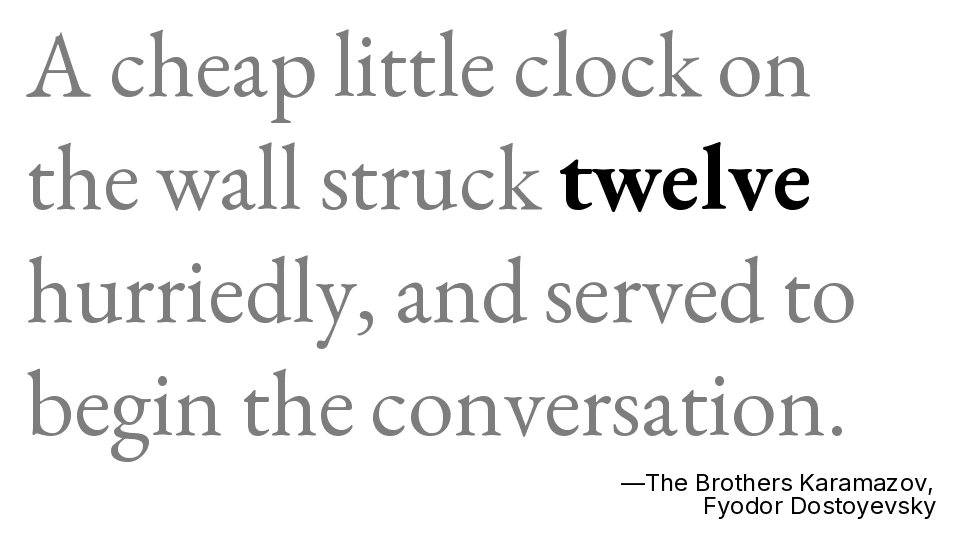 A cheap little clock on
the wall struck twelve
hurriedly, and served to
begin the conversation.
—The Brothers Karamazov,
Fyodor Dostoyevsky